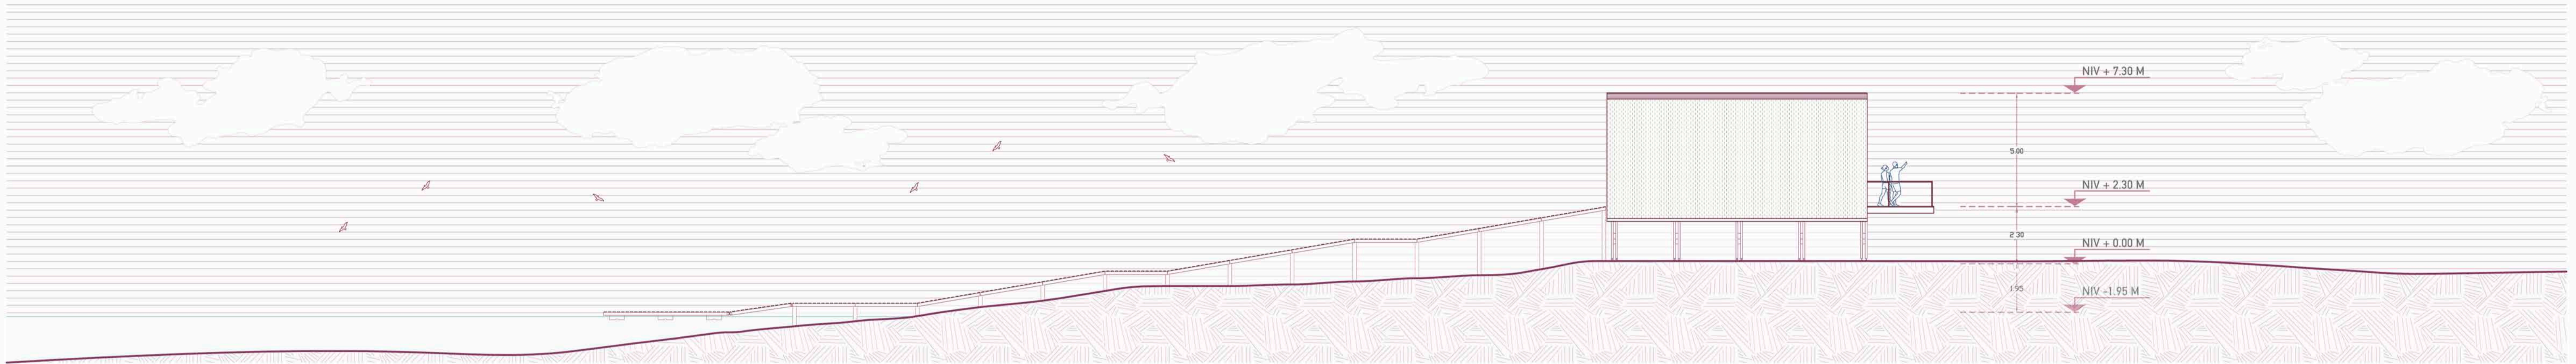 NIV + 7.30 M
5.00
NIV + 2.30 M
2.30
NIV + 0.00 M
1.95
NIV -1.95 M